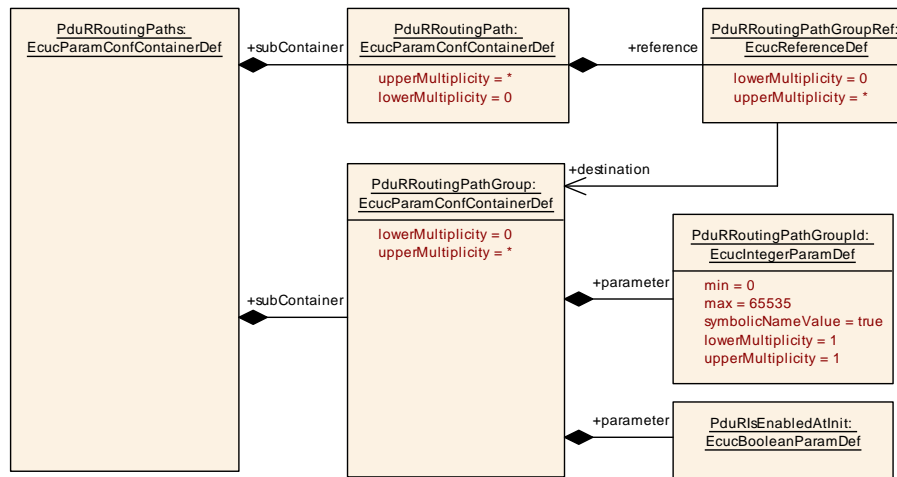 PduRRoutingPaths:
EcucParamConfContainerDef
+subContainer
PduRRoutingPath:
EcucParamConfContainerDef
upperMultiplicity = *
lowerMultiplicity = 0
+reference
PduRRoutingPathGroupRef:
EcucReferenceDef
lowerMultiplicity = 0
upperMultiplicity = *
+destination
+subContainer
PduRRoutingPathGroup:
EcucParamConfContainerDef
lowerMultiplicity = 0
upperMultiplicity = *
+parameter
PduRRoutingPathGroupId:
EcucIntegerParamDef
min = 0
max = 65535
symbolicNameValue = true
lowerMultiplicity = 1
upperMultiplicity = 1
+parameter
PduRIsEnabledAtInit:
EcucBooleanParamDef